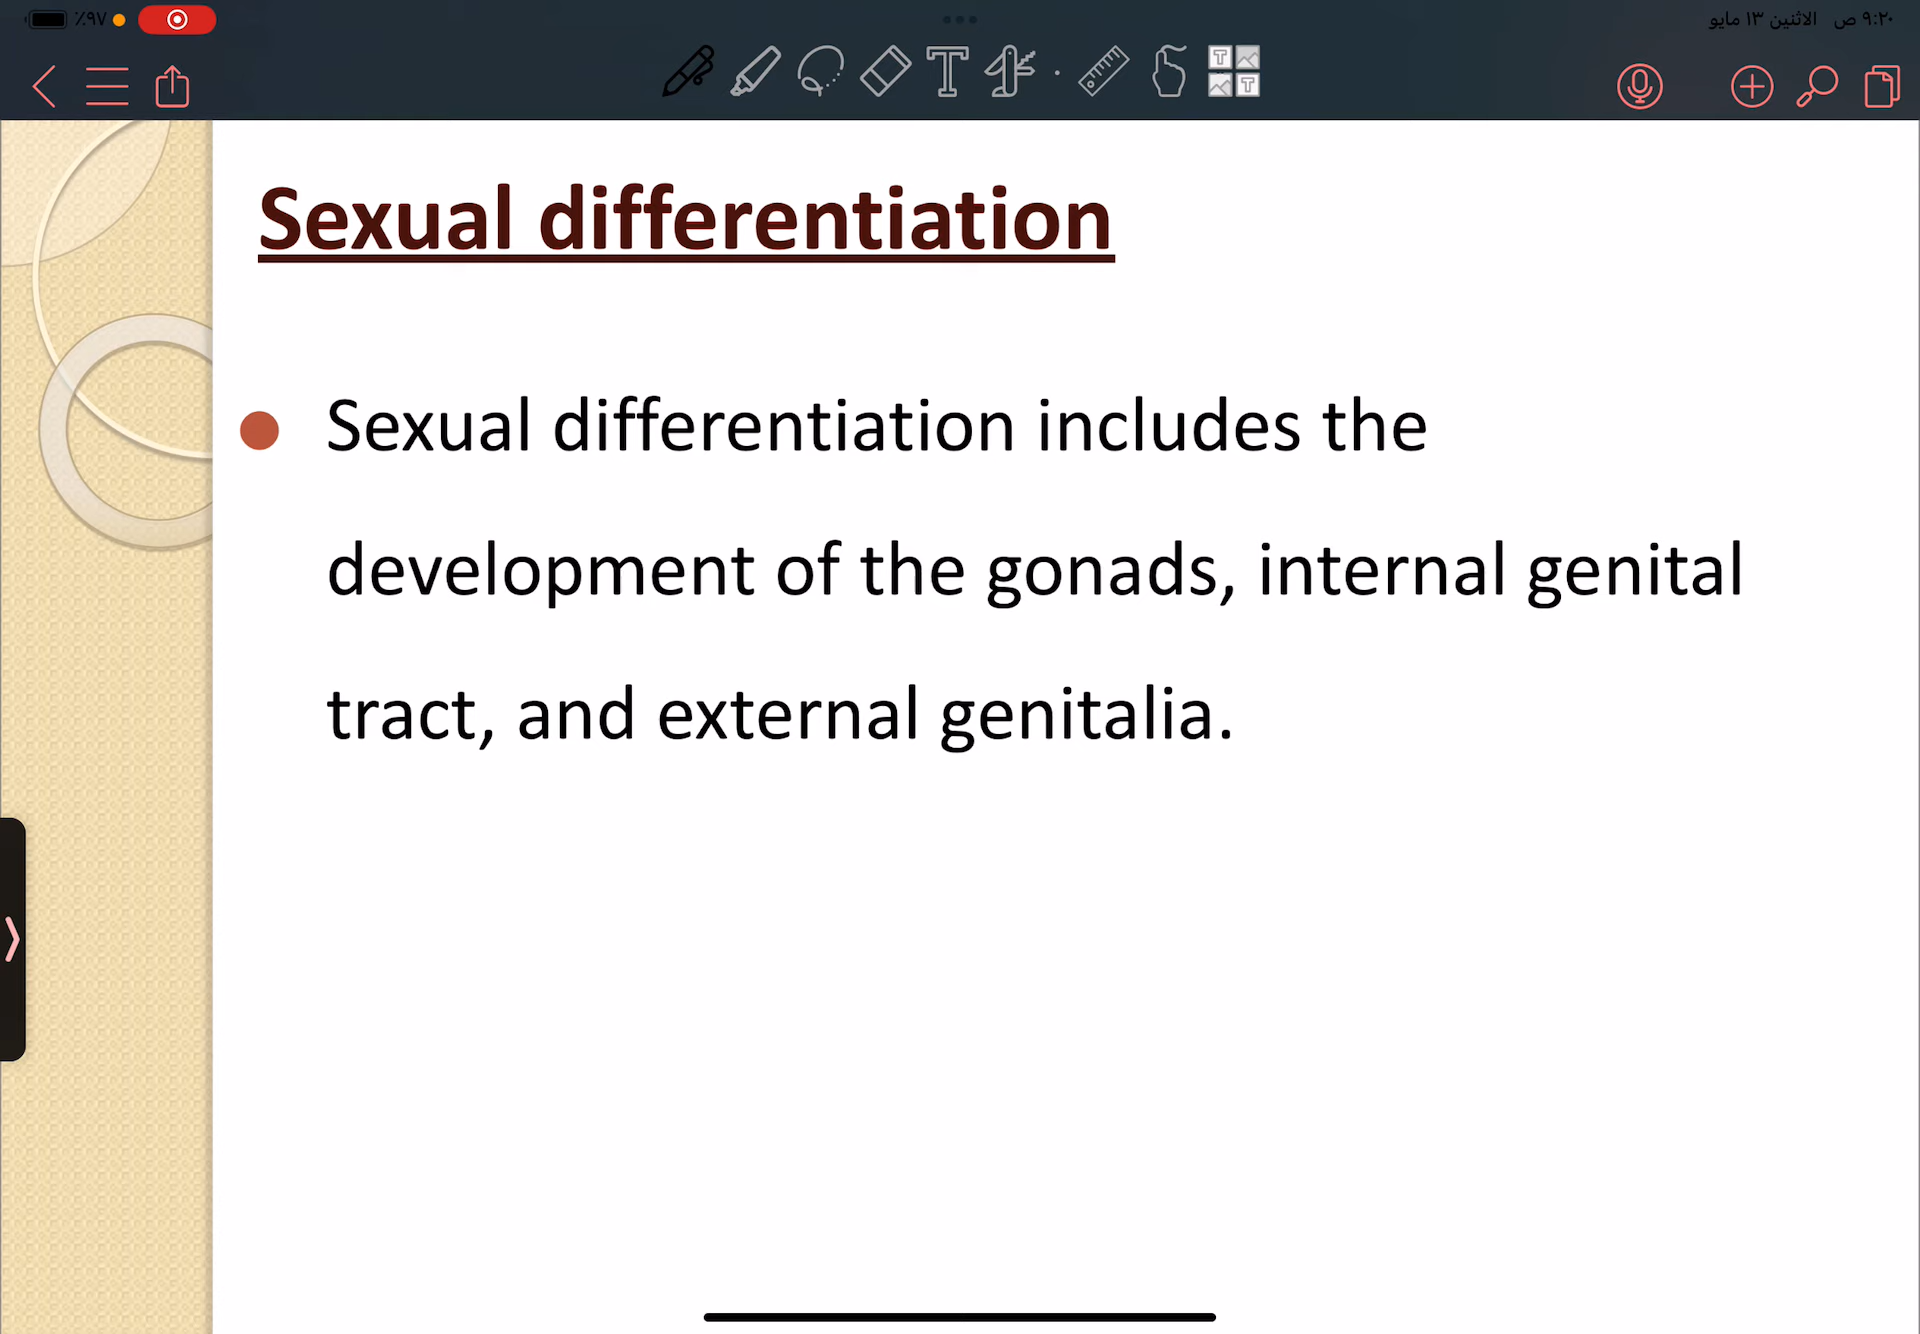 ٪٩٧
٩:٢٠ ص الاثنين ١٣ مايو
Sexual differentiation
Sexual differentiation includes the
development of the gonads, internal genital
tract, and external genitalia.